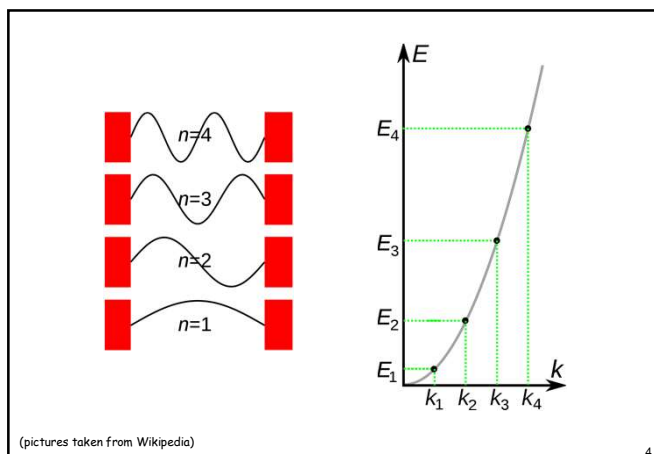 n=4
n=3
n=2
n=1
E
E4
E3
E2
E1
k
k1 k2 k3 k4
(pictures taken from Wikipedia)
4